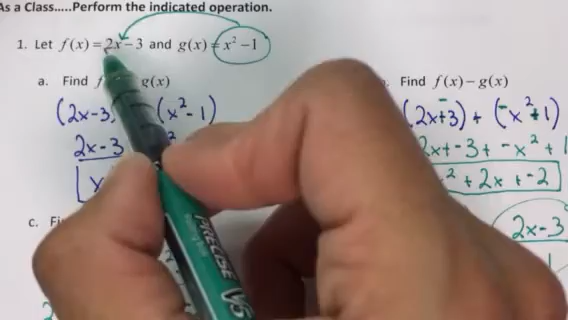 As a Class.....Perform the indicated operation.
1. Let f(x) = 2x − 3 and g(x) = x² − 1
a. Find f g(x)
Find f(x) − g(x)
(2x-3) (x²-1)
(2x+-3) + (-x²+1)
2x-3
2x+-3+-x²+1
² + 2x + -2
c.
2x-3
PRECISE V5